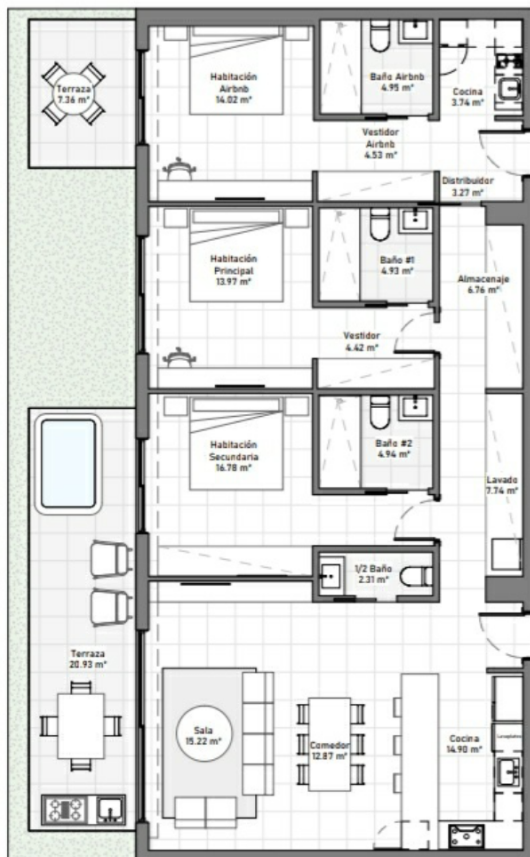 Terraza
7.36 m²
Habitación
Airbnb
14.02 m²
Baño Airbnb
4.95 m²
Cocina
3.74 m²
Vestidor
Airbnb
4.53 m²
Distribuidor
3.27 m²
Habitación
Principal
13.97 m²
Baño #1
4.93 m²
Almacenaje
6.76 m²
Vestidor
4.42 m²
Habitación
Secundaria
16.78 m²
Baño #2
4.94 m²
Lavado
7.74 m²
1/2 Baño
2.31 m²
Terraza
20.93 m²
Sala
15.22 m²
Comedor
12.87 m²
Cocina
14.90 m²